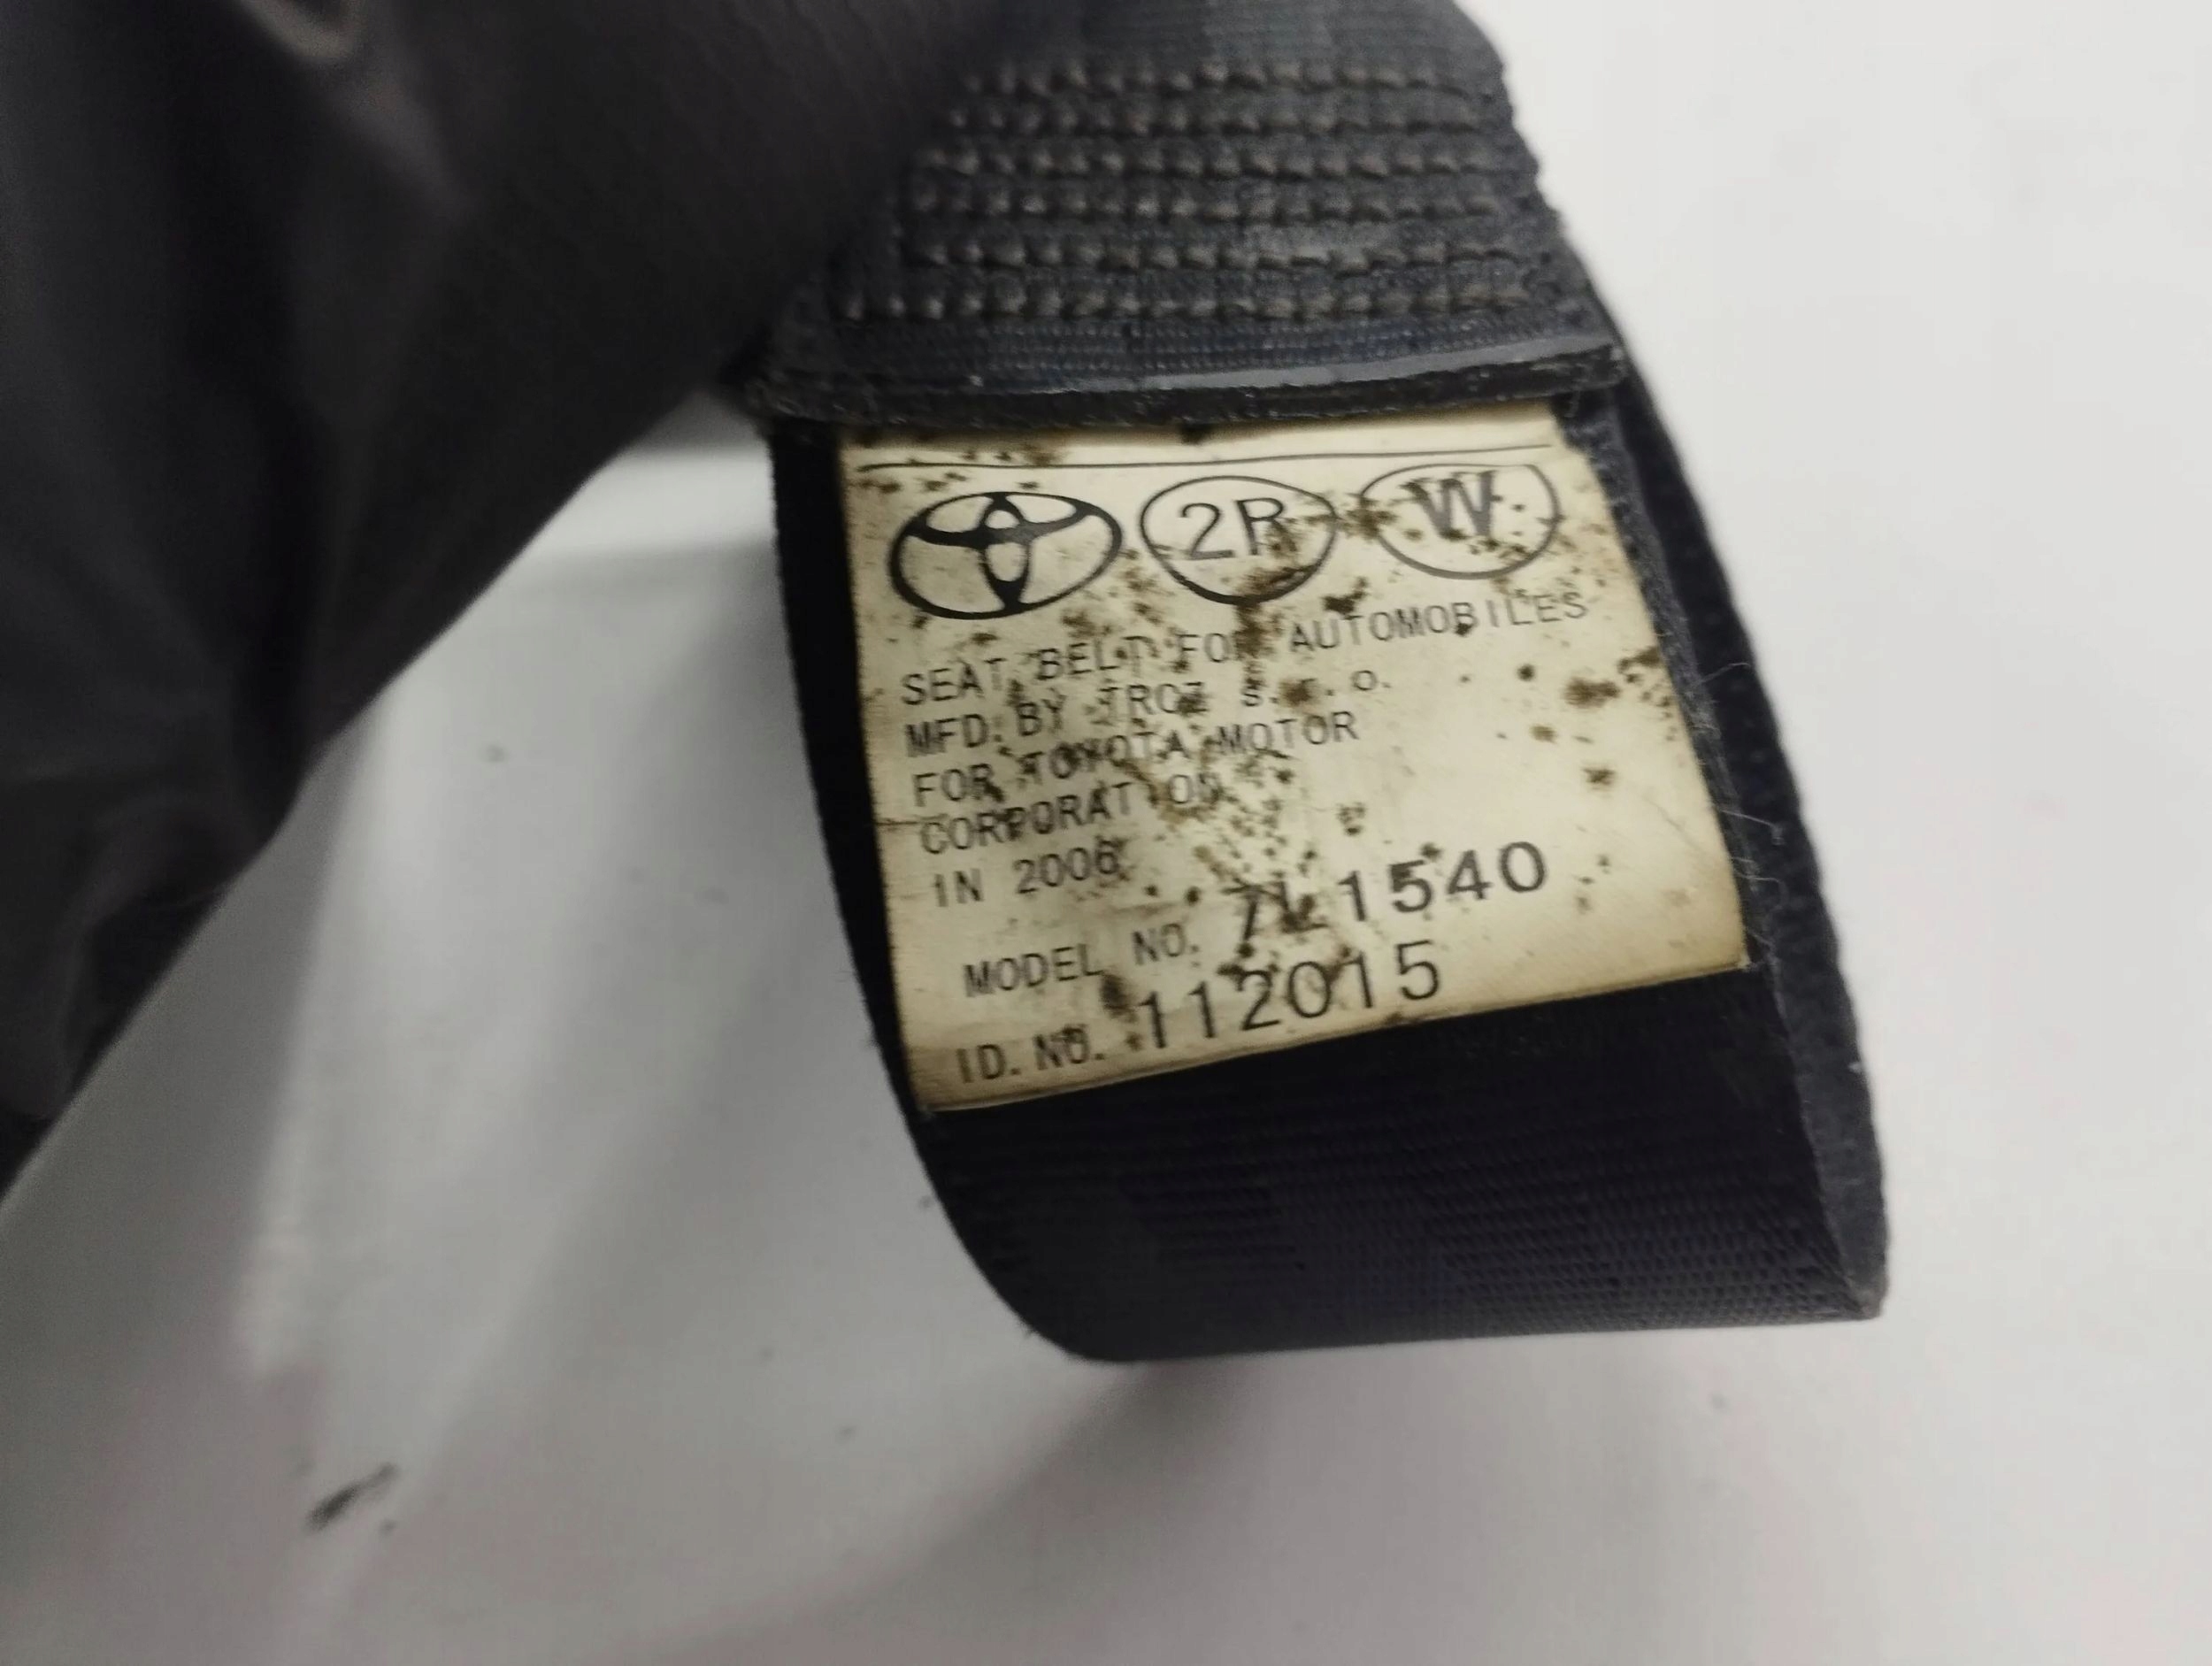 2R W
SEAT BELT FOR AUTOMOBILES
MFD. BY TRCZ s.r.o.
FOR TOYOTA MOTOR
CORPORATION
IN 2006
MODEL NO. 7L1540
ID. NO. 112015